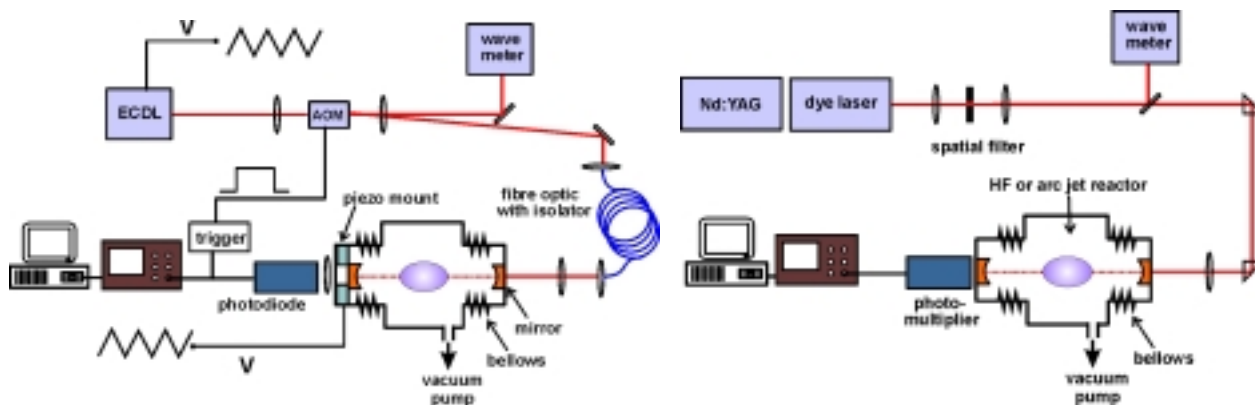 V
wave
meter
ECDL
AOM
piezo mount
fibre optic
with isolator
trigger
photodiode
mirror
bellows
V
vacuum
pump
wave
meter
Nd:YAG
dye laser
spatial filter
HF or arc jet reactor
photo-
multiplier
bellows
vacuum
pump